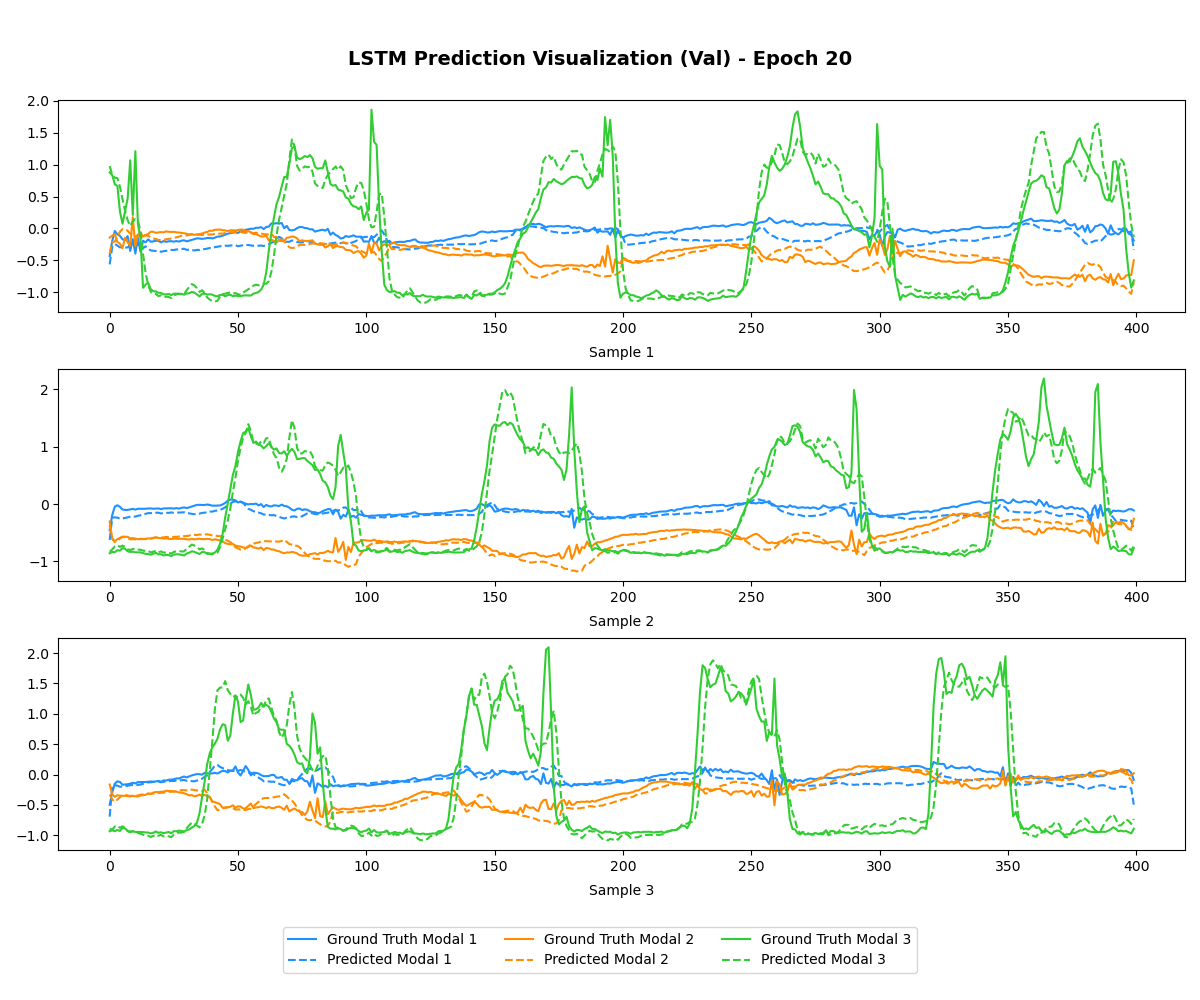 LSTM Prediction Visualization (Val) - Epoch 20
2.0
1.5
1.0
0.5
0.0
−0.5
−1.0
0 50 100 150 200 250 300 350 400
Sample 1
2
1
0
−1
0 50 100 150 200 250 300 350 400
Sample 2
2.0
1.5
1.0
0.5
0.0
−0.5
−1.0
0 50 100 150 200 250 300 350 400
Sample 3
Ground Truth Modal 1 Ground Truth Modal 2 Ground Truth Modal 3
Predicted Modal 1 Predicted Modal 2 Predicted Modal 3